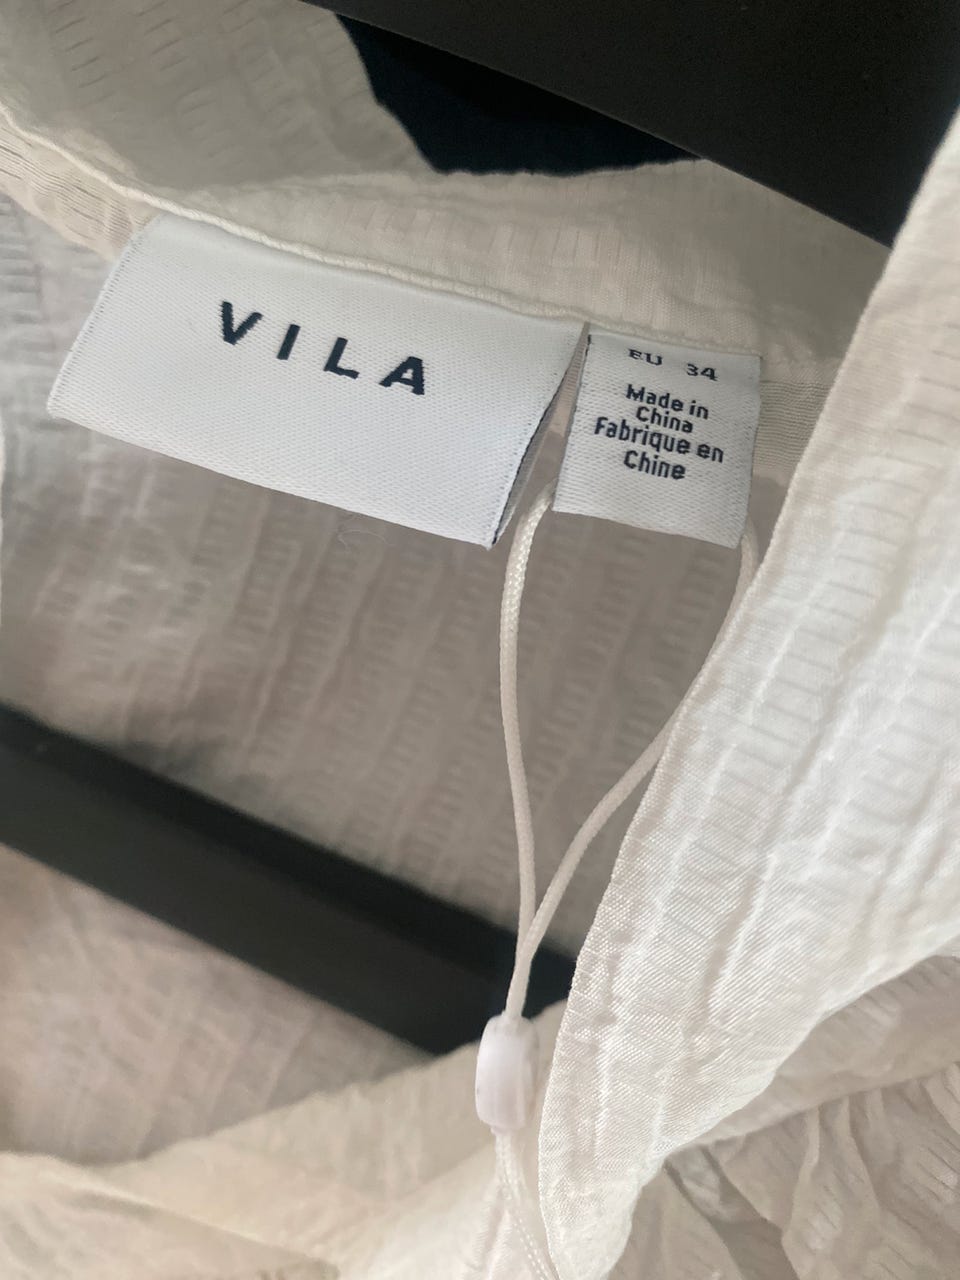 VILA
EU 34
Made in
China
Fabrique en
Chine